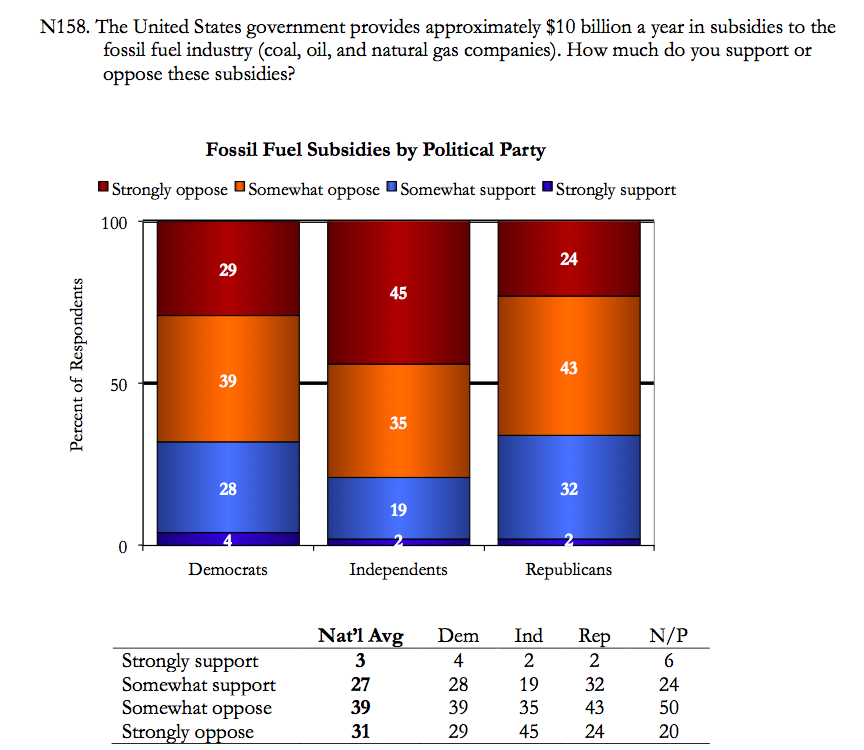 N158. The United States government provides approximately $10 billion a year in subsidies to the
fossil fuel industry (coal, oil, and natural gas companies). How much do you support or
oppose these subsidies?
Fossil Fuel Subsidies by Political Party
Strongly oppose Somewhat oppose Somewhat support Strongly support
Percent of Respondents
100
50
0
29
39
28
4
45
35
19
2
24
43
32
2
Democrats Independents Republicans
Nat'l Avg Dem Ind Rep N/P
Strongly support 3 4 2 2 6
Somewhat support 27 28 19 32 24
Somewhat oppose 39 39 35 43 50
Strongly oppose 31 29 45 24 20